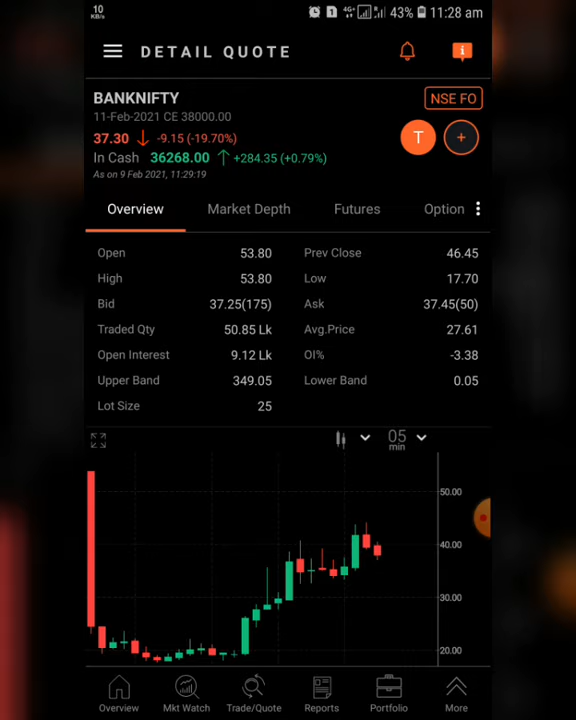 10
KB/s
4G+
1
43%
11:28 am
DETAIL QUOTE
BANKNIFTY
NSE FO
11-Feb-2021 CE 38000.00
37.30 -9.15 (-19.70%)
T +
In Cash 36268.00 +284.35 (+0.79%)
As on 9 Feb 2021, 11:29:19
Overview Market Depth Futures Option
Open 53.80 Prev Close 46.45
High 53.80 Low 17.70
Bid 37.25(175) Ask 37.45(50)
Traded Qty 50.85 Lk Avg.Price 27.61
Open Interest 9.12 Lk OI% -3.38
Upper Band 349.05 Lower Band 0.05
Lot Size 25
05
min
50.00
40.00
30.00
20.00
Overview Mkt Watch Trade/Quote Reports Portfolio More